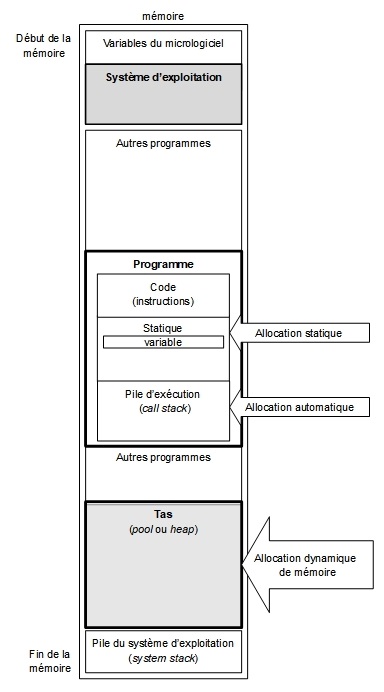 mémoire
Début de la
mémoire
Variables du micrologiciel
Système d'exploitation
Autres programmes
Programme
Code
(instructions)
Statique
variable
Allocation statique
Pile d'exécution
(call stack)
Allocation automatique
Autres programmes
Tas
(pool ou heap)
Allocation dynamique
de mémoire
Pile du système d'exploitation
(system stack)
Fin de la
mémoire